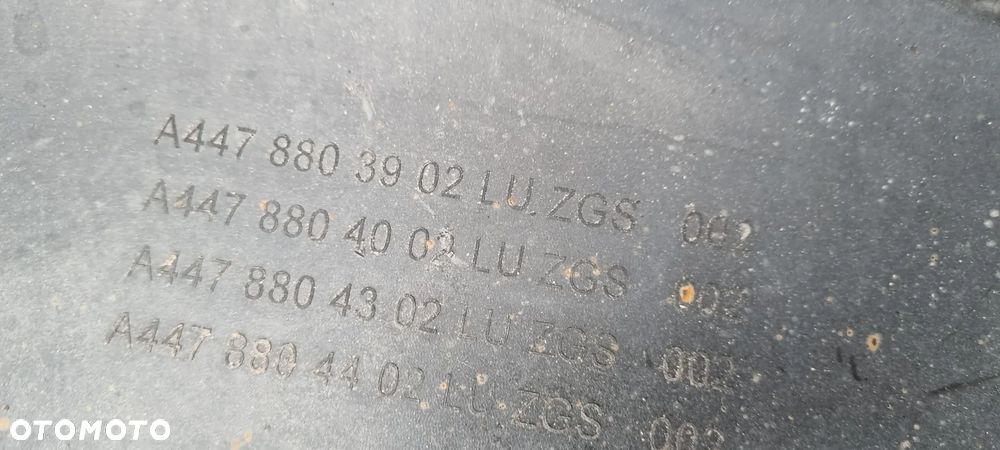 A447 880 39 02 LU ZGS 002
A447 880 40 02 LU ZGS 002
A447 880 43 02 LU ZGS 002
A447 880 44 02 LU ZGS 002
OTOMOTO